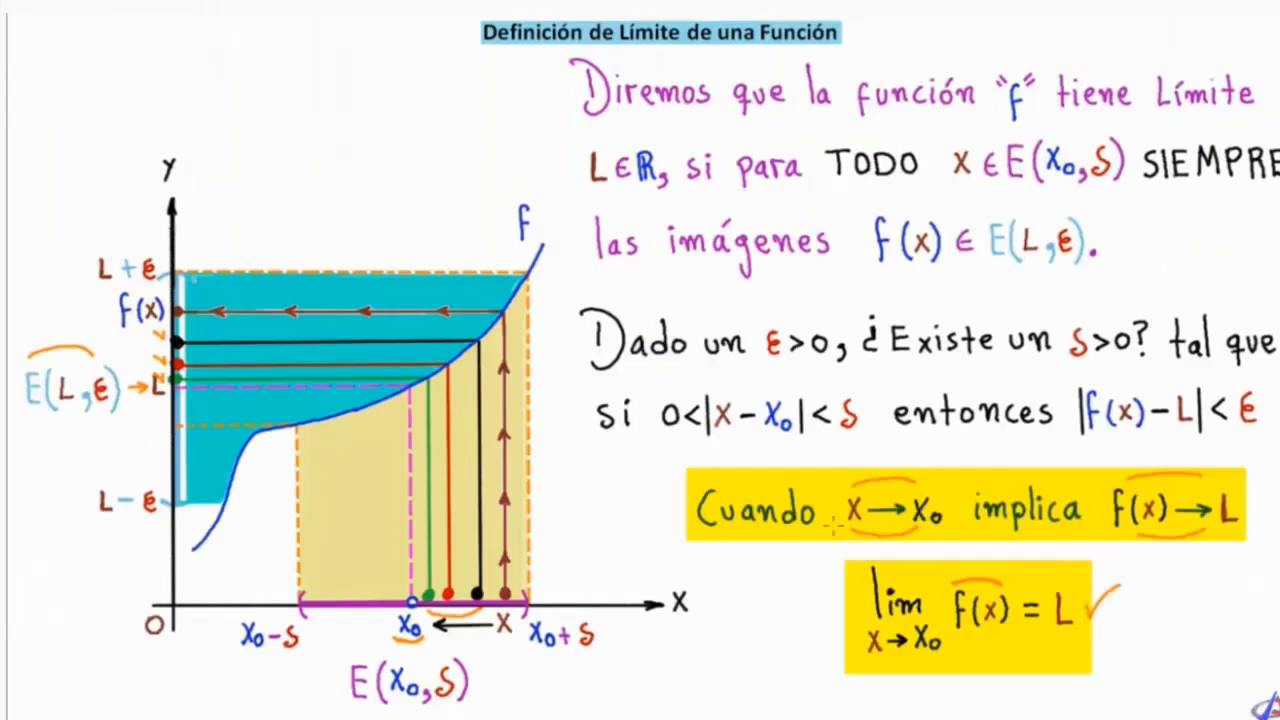 Definición de Límite de una Función
Diremos que la función "f" tiene Límite
L∈ℝ, si para TODO x∈E(x₀,S) SIEMPRE
las imágenes f(x) ∈ E(L,ϵ).
Dado un ϵ>0, ¿Existe un S>0? tal que
si 0<|x-x₀|<S entonces |f(x)-L|<ϵ
Cuando x→x₀ implica f(x)→L
lim f(x) = L ✓
x→x₀
y
f
L+ϵ
f(x)
E(L,ϵ)→L
L-ϵ
0
x₀-S
x₀
x
x₀+S
X
E(x₀,S)